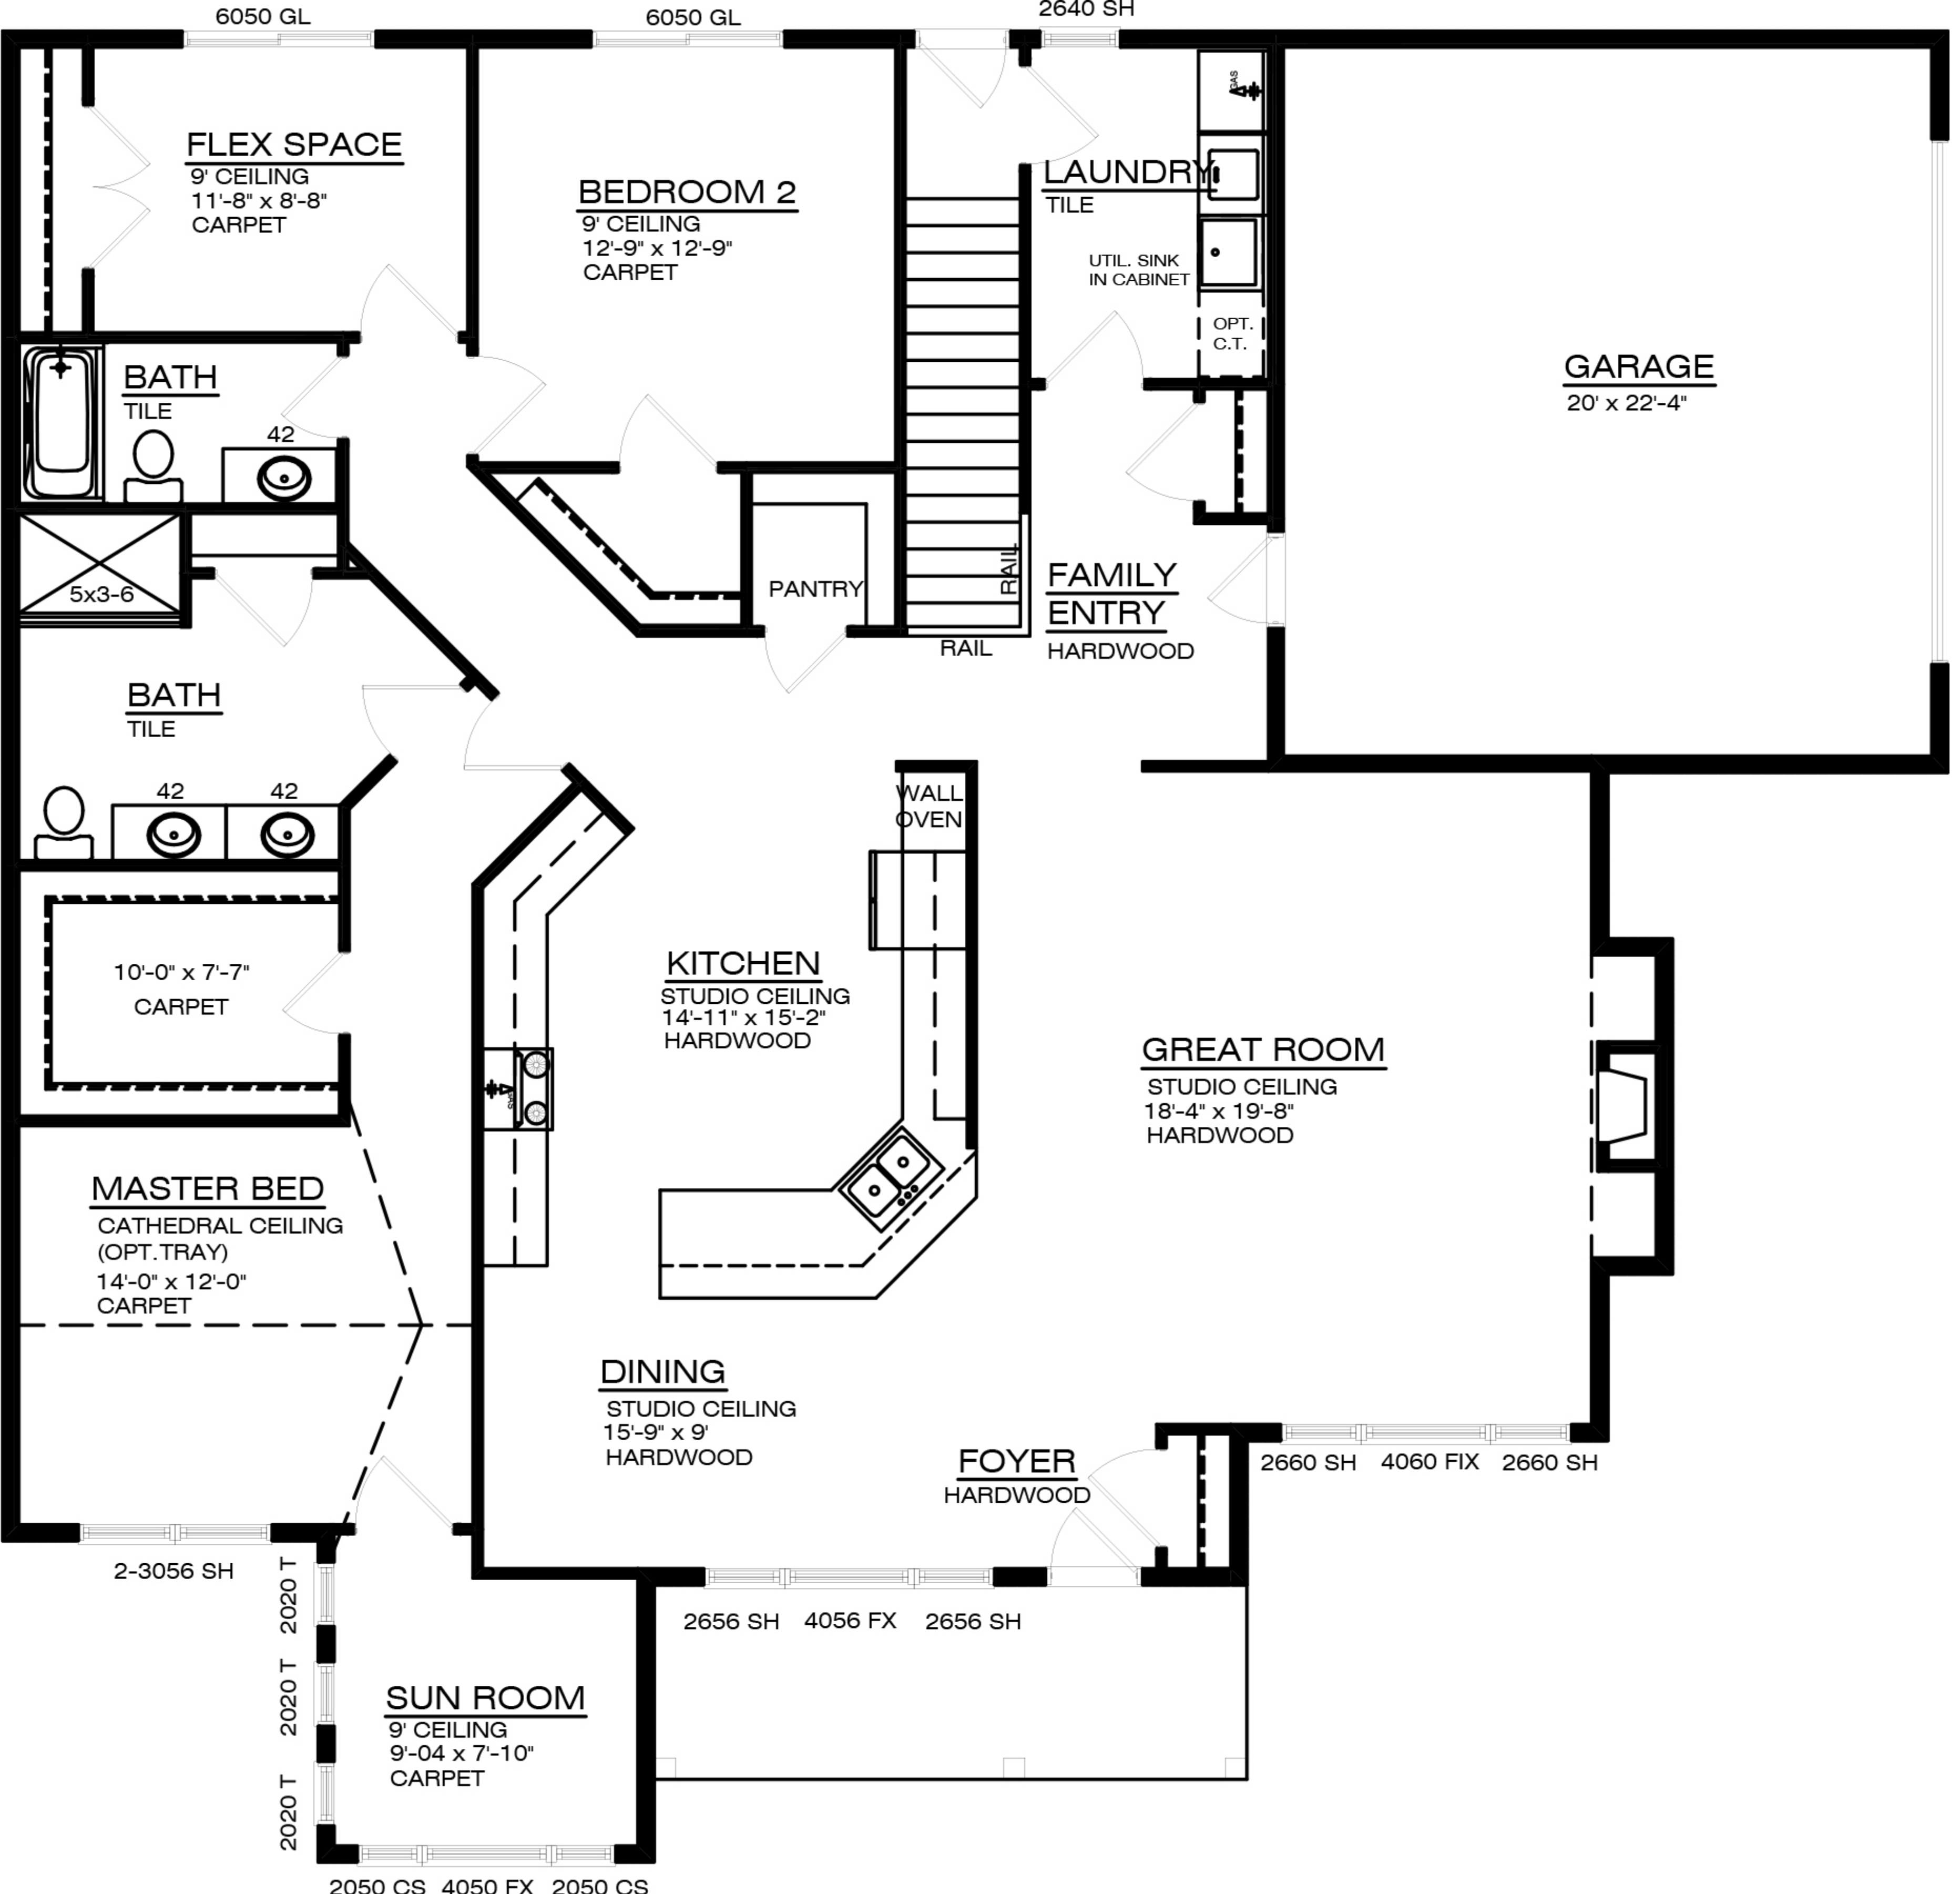 6050 GL
6050 GL
2640 SH
FLEX SPACE
9' CEILING
11'-8" x 8'-8"
CARPET
BEDROOM 2
9' CEILING
12'-9" x 12'-9"
CARPET
GAS
LAUNDRY
TILE
UTIL. SINK
IN CABINET
OPT.
C.T.
GARAGE
20' x 22'-4"
BATH
TILE
42
5x3-6
PANTRY
RAIL
RAIL
FAMILY
ENTRY
HARDWOOD
BATH
TILE
42
42
WALL
OVEN
10'-0" x 7'-7"
CARPET
KITCHEN
STUDIO CEILING
14'-11" x 15'-2"
HARDWOOD
GAS
GREAT ROOM
STUDIO CEILING
18'-4" x 19'-8"
HARDWOOD
MASTER BED
CATHEDRAL CEILING
(OPT.TRAY)
14'-0" x 12'-0"
CARPET
DINING
STUDIO CEILING
15'-9" x 9'
HARDWOOD
FOYER
HARDWOOD
2660 SH
4060 FIX
2660 SH
2-3056 SH
2020 T
2020 T
2020 T
2656 SH
4056 FX
2656 SH
SUN ROOM
9' CEILING
9'-04 x 7'-10"
CARPET
2050 CS
4050 FX
2050 CS